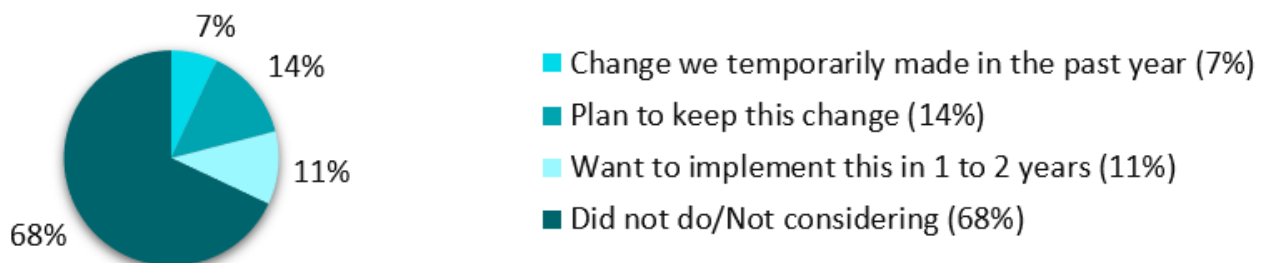 7%
14%
11%
68%
Change we temporarily made in the past year (7%)
Plan to keep this change (14%)
Want to implement this in 1 to 2 years (11%)
Did not do/Not considering (68%)